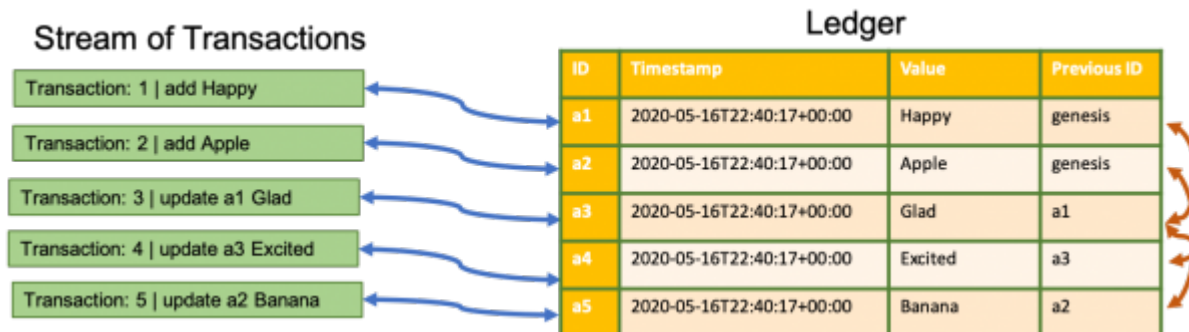 Stream of Transactions
Transaction: 1 | add Happy
Transaction: 2 | add Apple
Transaction: 3 | update a1 Glad
Transaction: 4 | update a3 Excited
Transaction: 5 | update a2 Banana
Ledger
ID Timestamp Value Previous ID
a1 2020-05-16T22:40:17+00:00 Happy genesis
a2 2020-05-16T22:40:17+00:00 Apple genesis
a3 2020-05-16T22:40:17+00:00 Glad a1
a4 2020-05-16T22:40:17+00:00 Excited a3
a5 2020-05-16T22:40:17+00:00 Banana a2